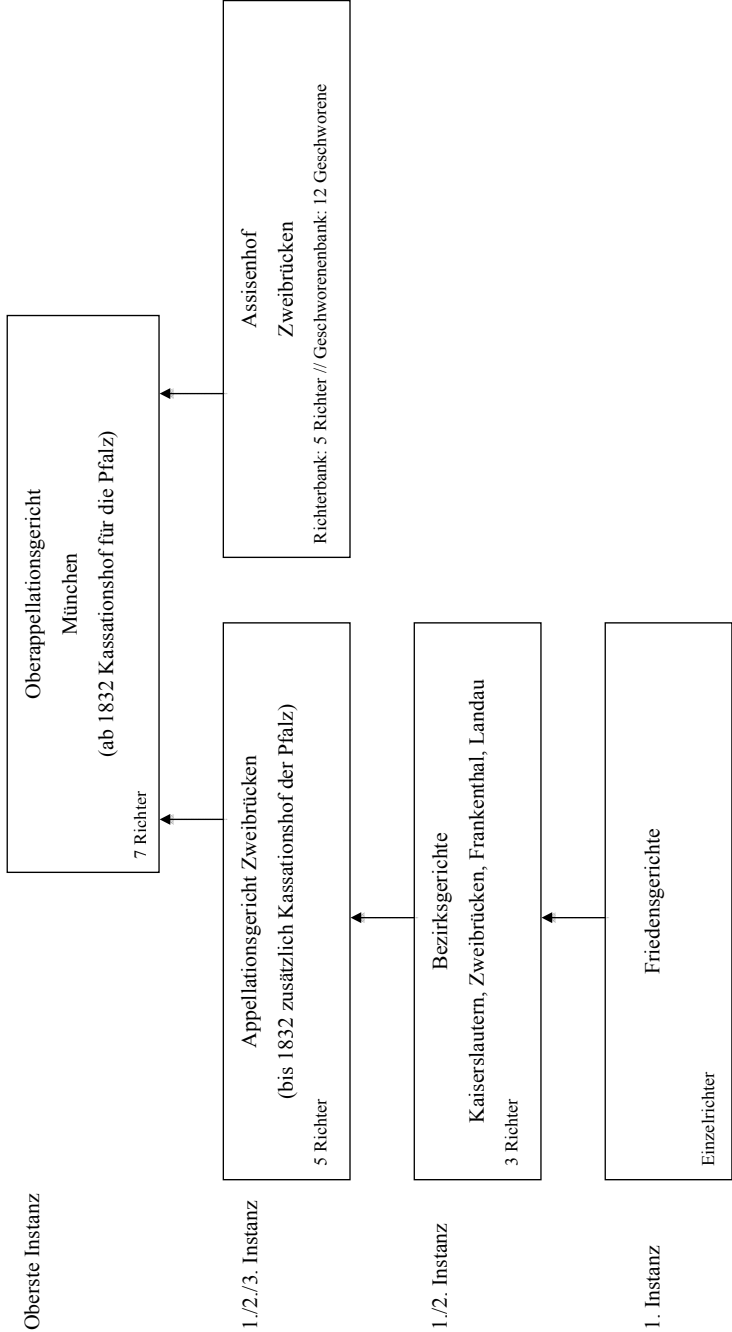 Oberste Instanz
Oberappellationsgericht
München
(ab 1832 Kassationshof für die Pfalz)
7 Richter
1./2./3. Instanz
Appellationsgericht Zweibrücken
(bis 1832 zusätzlich Kassationshof der Pfalz)
5 Richter
Assisenhof
Zweibrücken
Richterbank: 5 Richter // Geschworenenbank: 12 Geschworene
1./2. Instanz
Bezirksgerichte
Kaiserslautern, Zweibrücken, Frankenthal, Landau
3 Richter
1. Instanz
Friedensgerichte
Einzelrichter